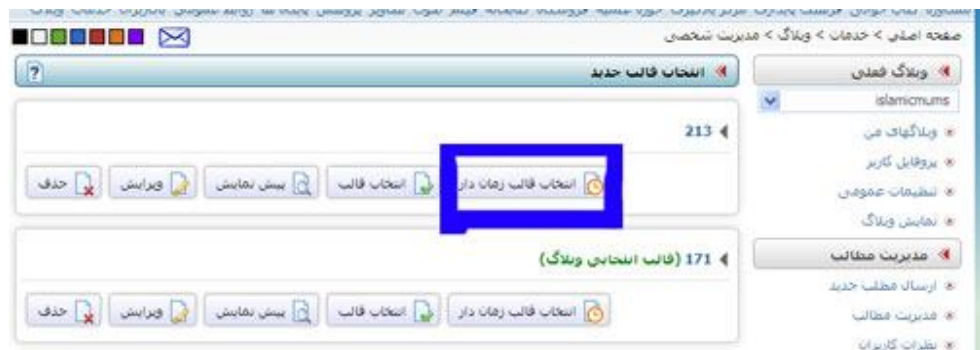 صفحه اصلی > خدمات > وبلاگ > مدیریت شخصی
وبلاگ فعلی
islamicmums
وبلاگهای من
پروفایل کاربر
تنظیمات عمومی
نمایش وبلاگ
مدیریت مطالب
ارسال مطلب جدید
مدیریت مطالب
نظرات کاربران
انتخاب قالب جدید ?
213
انتخاب قالب زمان دار انتخاب قالب پیش نمایش ویرایش حذف
171 (قالب انتخابی وبلاگ)
انتخاب قالب زمان دار انتخاب قالب پیش نمایش ویرایش حذف